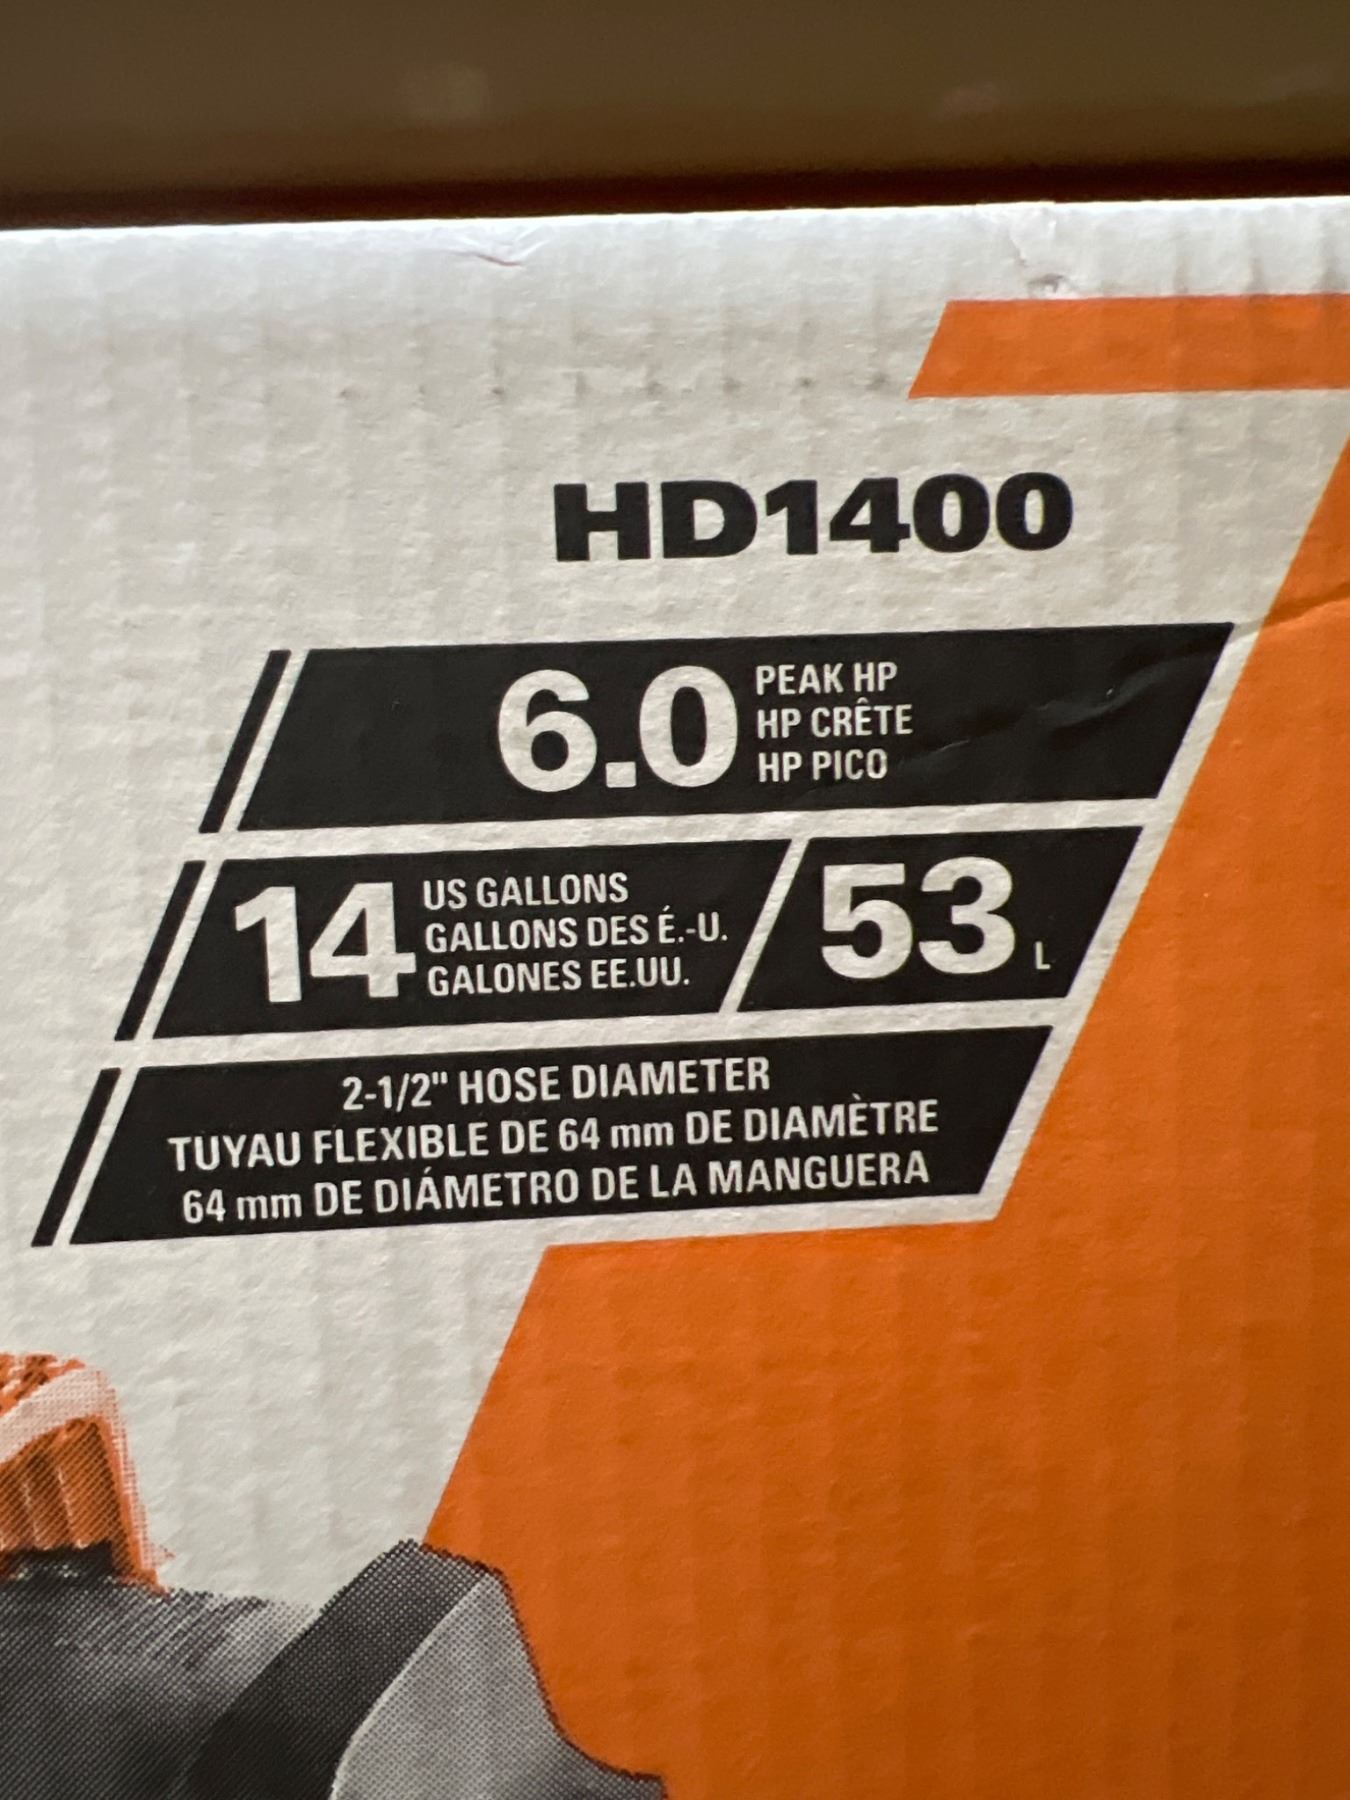 HD1400
6.0 PEAK HP
HP CRÊTE
HP PICO
14 US GALLONS
GALLONS DES É.-U.
GALONES EE.UU.
53 L
2-1/2" HOSE DIAMETER
TUYAU FLEXIBLE DE 64 mm DE DIAMÈTRE
64 mm DE DIÁMETRO DE LA MANGUERA